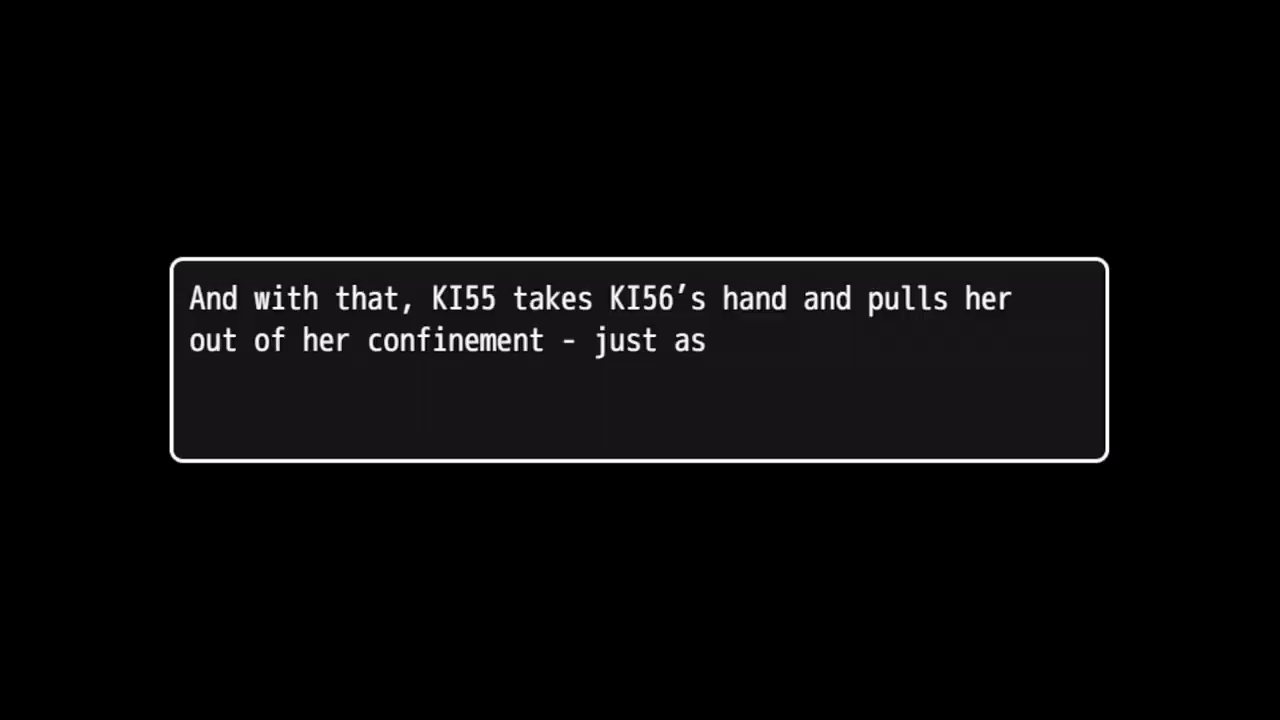 And with that, KI55 takes KI56’s hand and pulls her
out of her confinement - just as